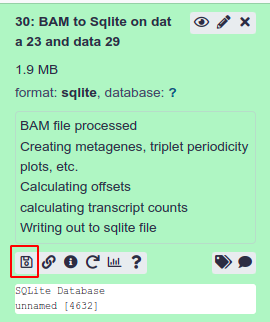 30: BAM to Sqlite on dat
a 23 and data 29
1.9 MB
format: sqlite, database: ?
BAM file processed
Creating metagenes, triplet periodicity
plots, etc.
Calculating offsets
calculating transcript counts
Writing out to sqlite file
SQLite Database
unnamed [4632]